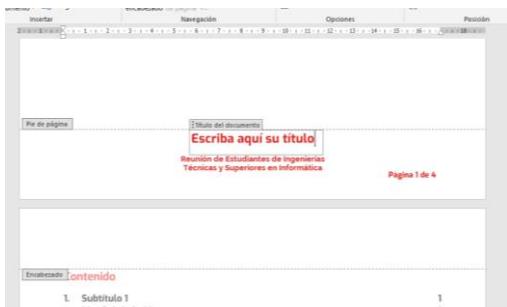 Insertar Navegación Opciones Posición
Pie de página
Título del documento
Escriba aquí su título
Reunión de Estudiantes de Ingenierías
Técnicas y Superiores en Informática
Pagina 1 de 4
Encabezado
ontenido
1. Subtítulo 1 1